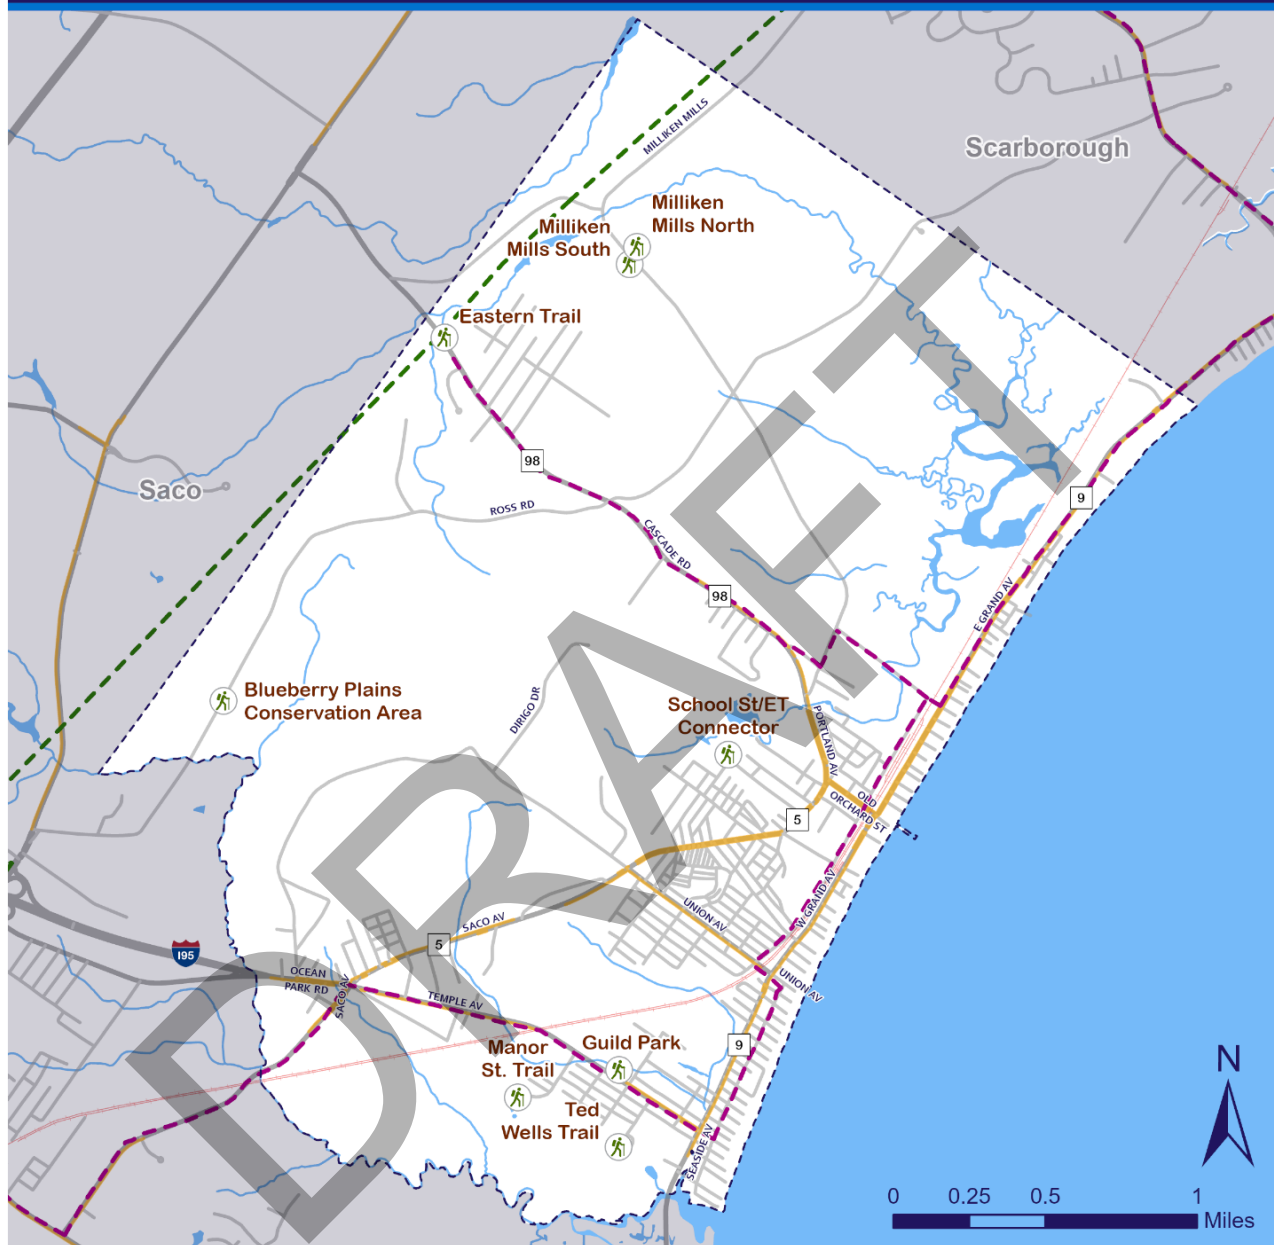 MILLIKEN MILLS
Scarborough
Milliken
Mills North
Milliken
Mills South
Eastern Trail
98
Saco
ROSS RD
9
CASCADE RD
98
E GRAND AV
Blueberry Plains
Conservation Area
DIRIGO DR
School St/ET
Connector
PORTLAND AV
OLD
ORCHARD ST
5
W GRAND AV
UNION AV
SACO AV
5
I95
OCEAN
PARK RD
SACO AV
TEMPLE AV
UNION AV
Manor
St. Trail
Guild Park
9
Ted
Wells Trail
SEASIDE AV
N
0 0.25 0.5 1
Miles
DRAFT